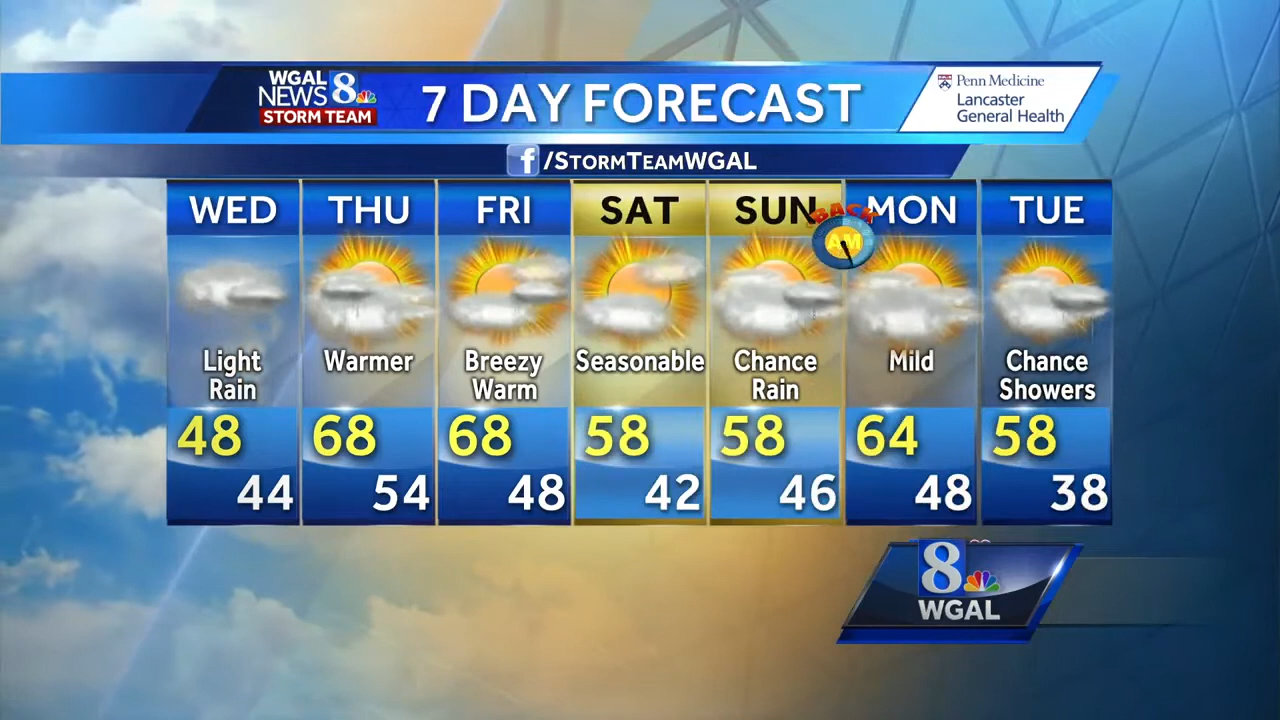 WGAL
NEWS 8
STORM TEAM
7 DAY FORECAST
Penn Medicine
Lancaster
General Health
f /STORMTEAMWGAL
WED THU FRI SAT SUN MON TUE
BACK
AM
Light Rain
Warmer
Breezy Warm
Seasonable
Chance Rain
Mild
Chance Showers
48 68 68 58 58 64 58
44 54 48 42 46 48 38
8
WGAL